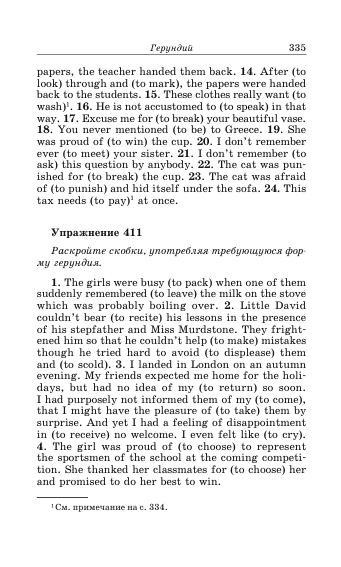 Герундий 335
papers, the teacher handed them back. 14. After (to
look) through and (to mark), the papers were handed
back to the students. 15. These clothes really want (to
wash)¹. 16. He is not accustomed to (to speak) in that
way. 17. Excuse me for (to break) your beautiful vase.
18. You never mentioned (to be) to Greece. 19. She
was proud of (to win) the cup. 20. I don't remember
ever (to meet) your sister. 21. I don't remember (to
ask) this question by anybody. 22. The cat was pun-
ished for (to break) the cup. 23. The cat was afraid
of (to punish) and hid itself under the sofa. 24. This
tax needs (to pay)¹ at once.
Упражнение 411
Раскройте скобки, употребляя требующуюся фор-
му герундия.
1. The girls were busy (to pack) when one of them
suddenly remembered (to leave) the milk on the stove
which was probably boiling over. 2. Little David
couldn't bear (to recite) his lessons in the presence
of his stepfather and Miss Murdstone. They fright-
ened him so that he couldn't help (to make) mistakes
though he tried hard to avoid (to displease) them
and (to scold). 3. I landed in London on an autumn
evening. My friends expected me home for the holi-
days, but had no idea of my (to return) so soon.
I had purposely not informed them of my (to come),
that I might have the pleasure of (to take) them by
surprise. And yet I had a feeling of disappointment
in (to receive) no welcome. I even felt like (to cry).
4. The girl was proud of (to choose) to represent
the sportsmen of the school at the coming competi-
tion. She thanked her classmates for (to choose) her
and promised to do her best to win.
¹ См. примечание на с. 334.